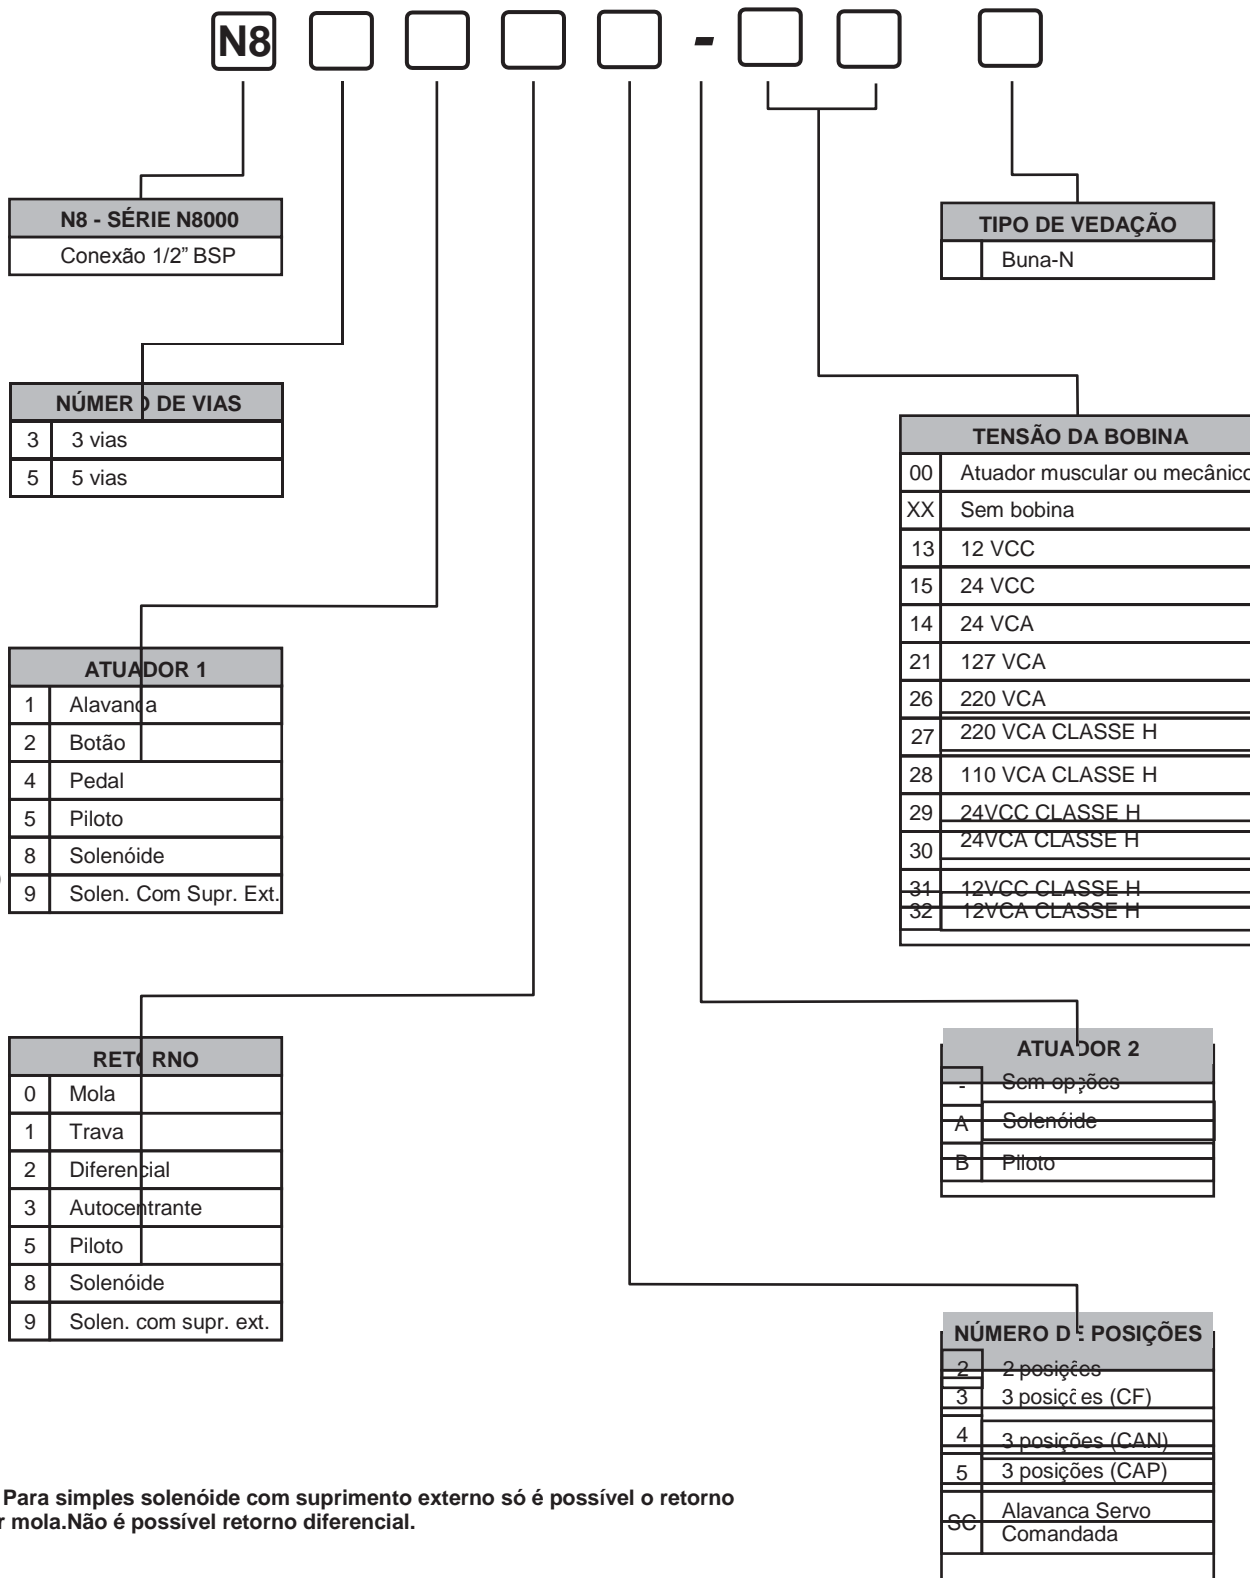 N8 -
N8 - SÉRIE N8000
Conexão 1/2” BSP
TIPO DE VEDAÇÃO
Buna-N
NÚMERO DE VIAS
3 3 vias
5 5 vias
TENSÃO DA BOBINA
00 Atuador muscular ou mecânico
XX Sem bobina
13 12 VCC
15 24 VCC
14 24 VCA
21 127 VCA
26 220 VCA
27 220 VCA CLASSE H
28 110 VCA CLASSE H
29 24VCC CLASSE H
30 24VCA CLASSE H
31 12VCC CLASSE H
32 12VCA CLASSE H
ATUADOR 1
1 Alavanca
2 Botão
4 Pedal
5 Piloto
8 Solenóide
9 Solen. Com Supr. Ext.
RETORNO
0 Mola
1 Trava
2 Diferencial
3 Autocentrante
5 Piloto
8 Solenóide
9 Solen. com supr. ext.
ATUADOR 2
- Sem opções
A Solenóide
B Piloto
NÚMERO DE POSIÇÕES
2 2 posições
3 3 posições (CF)
4 3 posições (CAN)
5 3 posições (CAP)
SC Alavanca Servo
Comandada
Para simples solenóide com suprimento externo só é possível o retorno
r mola.Não é possível retorno diferencial.